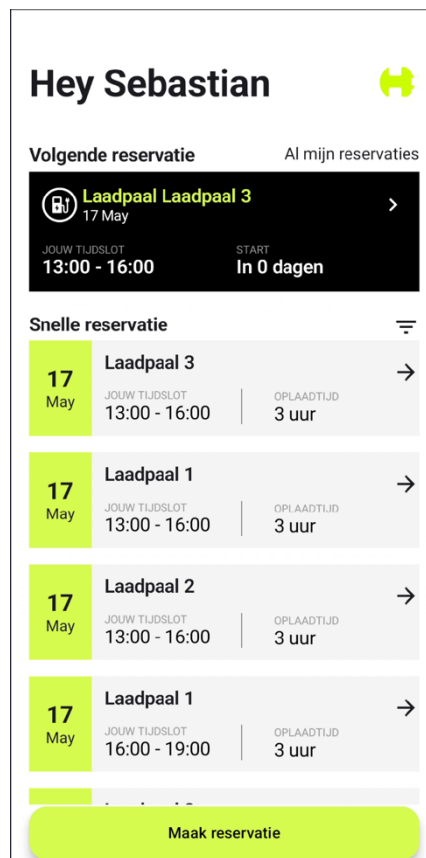 Hey Sebastian
Volgende reservatie
Al mijn reservaties
Laadpaal Laadpaal 3
17 May
JOUW TIJDSLOT
START
13:00 - 16:00
In 0 dagen
Snelle reservatie
17
May
Laadpaal 3
JOUW TIJDSLOT
OPLAADTIJD
13:00 - 16:00
3 uur
17
May
Laadpaal 1
JOUW TIJDSLOT
OPLAADTIJD
13:00 - 16:00
3 uur
17
May
Laadpaal 2
JOUW TIJDSLOT
OPLAADTIJD
13:00 - 16:00
3 uur
17
May
Laadpaal 1
JOUW TIJDSLOT
OPLAADTIJD
16:00 - 19:00
3 uur
Maak reservatie